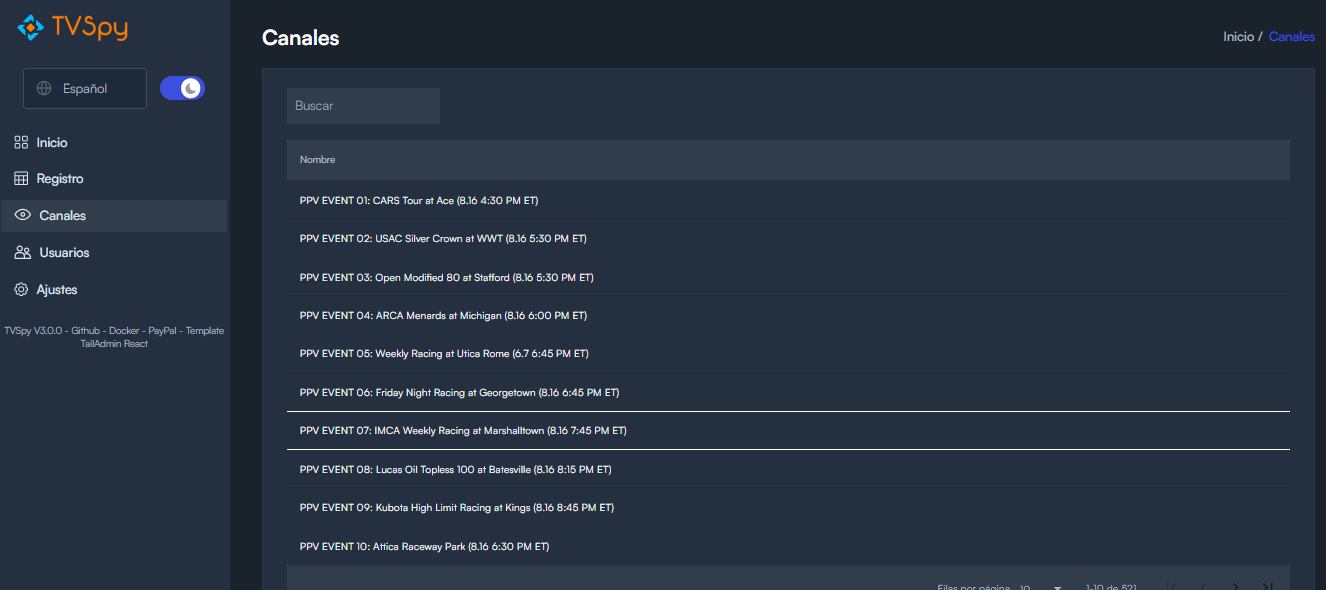 TVSpy
Español
Inicio
Registro
Canales
Usuarios
Ajustes
TVSpy V3.0.0 - Github - Docker - PayPal - Template
TailAdmin React
Canales
Inicio / Canales
Buscar
Nombre
PPV EVENT 01: CARS Tour at Ace (8.16 4:30 PM ET)
PPV EVENT 02: USAC Silver Crown at WWT (8.16 5:30 PM ET)
PPV EVENT 03: Open Modified 80 at Stafford (8.16 5:30 PM ET)
PPV EVENT 04: ARCA Menards at Michigan (8.16 6:00 PM ET)
PPV EVENT 05: Weekly Racing at Utica Rome (6.7 6:45 PM ET)
PPV EVENT 06: Friday Night Racing at Georgetown (8.16 6:45 PM ET)
PPV EVENT 07: IMCA Weekly Racing at Marshalltown (8.16 7:45 PM ET)
PPV EVENT 08: Lucas Oil Topless 100 at Batesville (8.16 8:15 PM ET)
PPV EVENT 09: Kubota High Limit Racing at Kings (8.16 8:45 PM ET)
PPV EVENT 10: Attica Raceway Park (8.16 6:30 PM ET)
Filas por página 10 1-10 de 521